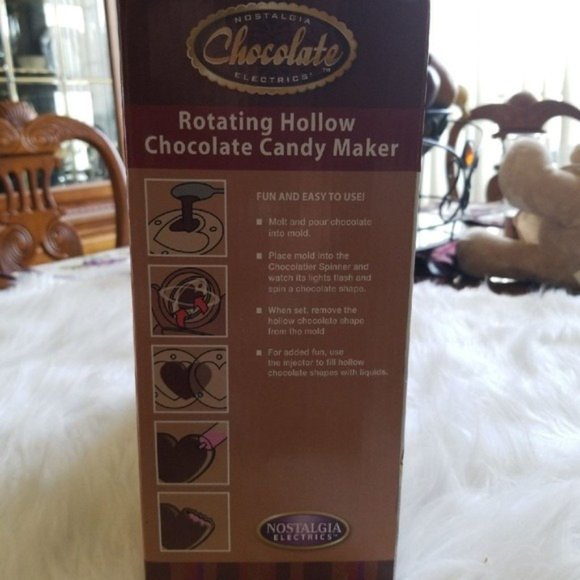 NOSTALGIA
Chocolate
ELECTRICS™
Rotating Hollow
Chocolate Candy Maker
FUN AND EASY TO USE!
■ Melt and pour chocolate
into mold.
■ Place mold into the
Chocolatier Spinner and
watch its lights flash and
spin a chocolate shape.
■ When set, remove the
hollow chocolate shape
from the mold
■ For added fun, use
the injector to fill hollow
chocolate shapes with liquids.
NOSTALGIA
ELECTRICS™